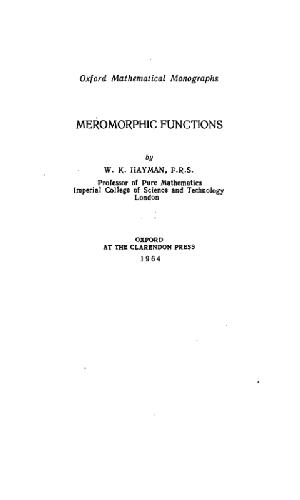 Oxford Mathematical Monographs
MEROMORPHIC FUNCTIONS
by
W. K. HAYMAN, F.R.S.
Professor of Pure Mathematics
Imperial College of Science and Technology
London
OXFORD
AT THE CLARENDON PRESS
1964